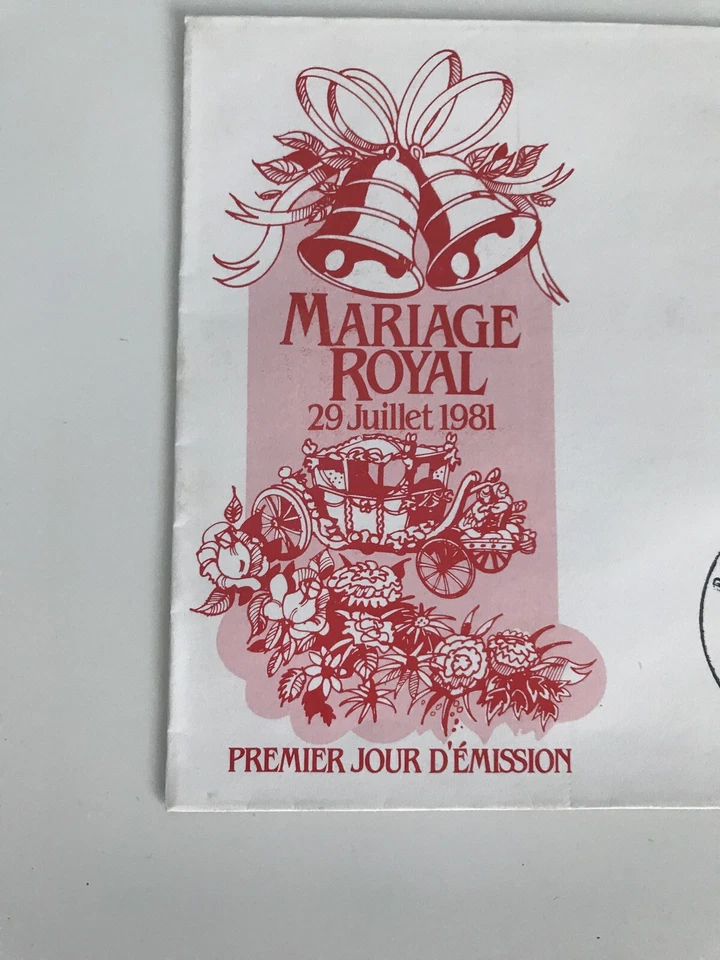 MARIAGE
ROYAL
29 Juillet 1981
PREMIER JOUR D'ÉMISSION